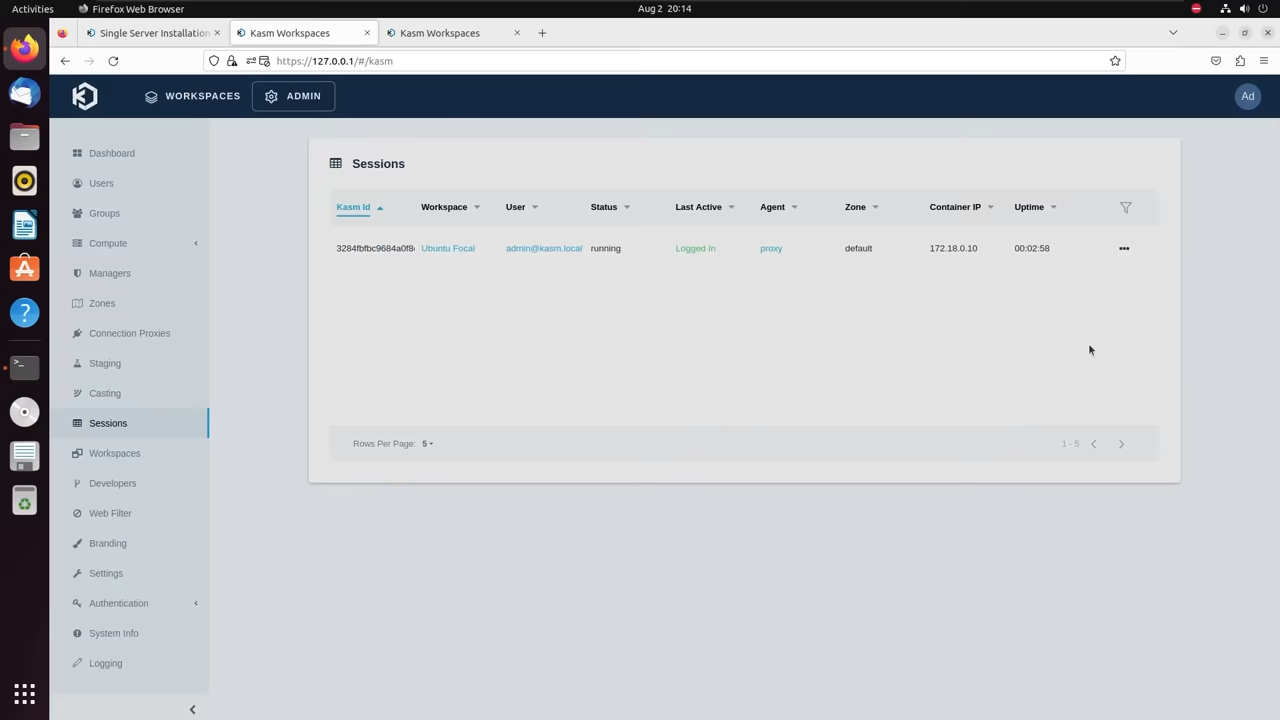 Activities Firefox Web Browser Aug 2 20:14
Single Server Installation Kasm Workspaces Kasm Workspaces
https://127.0.0.1/#/kasm
WORKSPACES ADMIN Ad
Dashboard
Users
Groups
Compute
Managers
Zones
Connection Proxies
Staging
Casting
Sessions
Workspaces
Developers
Web Filter
Branding
Settings
Authentication
System Info
Logging
Sessions
Kasm Id Workspace User Status Last Active Agent Zone Container IP Uptime
3284fbfbc9684a0f8 Ubuntu Focal admin@kasm.local running Logged In proxy default 172.18.0.10 00:02:58
Rows Per Page: 5 1 - 5